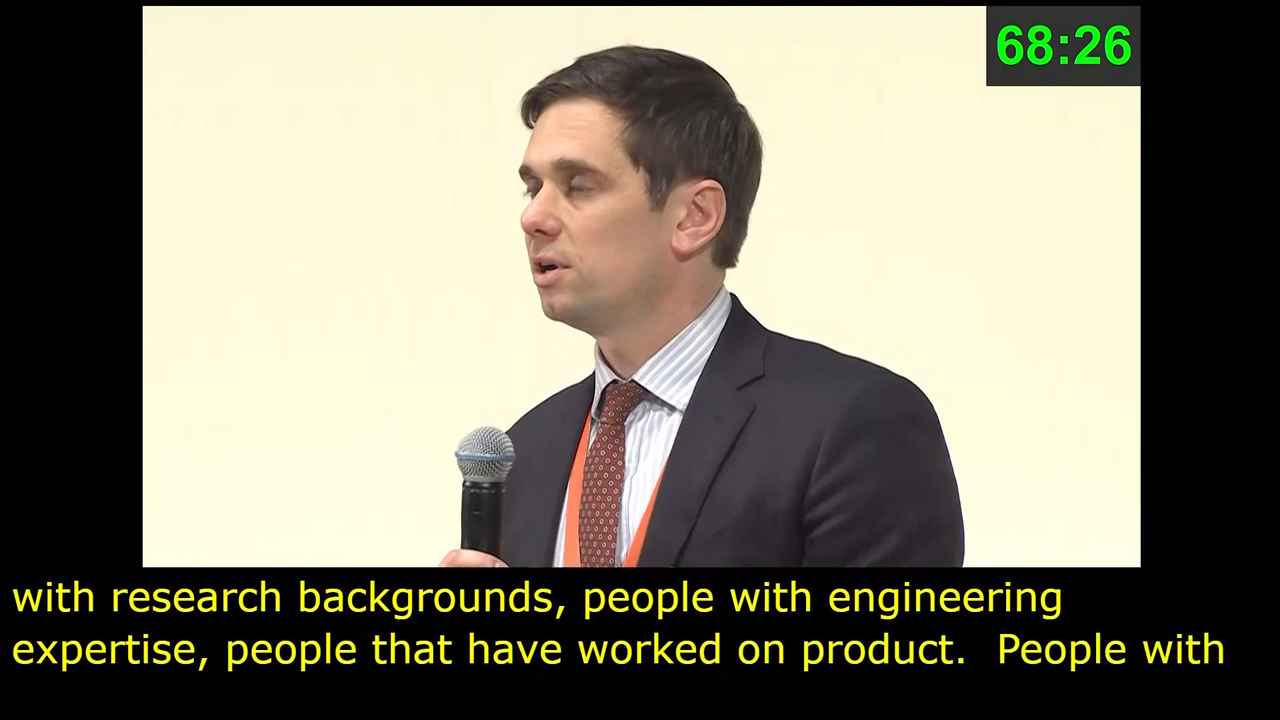 68:26
with research backgrounds, people with engineering
expertise, people that have worked on product.  People with